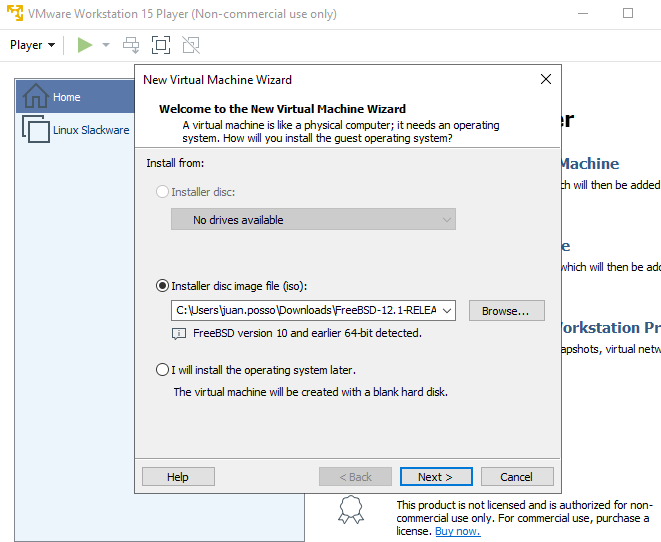 VMware Workstation 15 Player (Non-commercial use only)
Player
Home
Linux Slackware
New Virtual Machine Wizard
Welcome to the New Virtual Machine Wizard
A virtual machine is like a physical computer; it needs an operating
system. How will you install the guest operating system?
Install from:
Installer disc:
No drives available
Installer disc image file (iso):
C:\Users\juan.posso\Downloads\FreeBSD-12.1-RELEA
Browse...
FreeBSD version 10 and earlier 64-bit detected.
I will install the operating system later.
The virtual machine will be created with a blank hard disk.
Help
< Back
Next >
Cancel
er
Machine
ch will then be added
e
which will then be add
orkstation Pr
apshots, virtual netw
This product is not licensed and is authorized for non-
commercial use only. For commercial use, purchase a
license. Buy now.